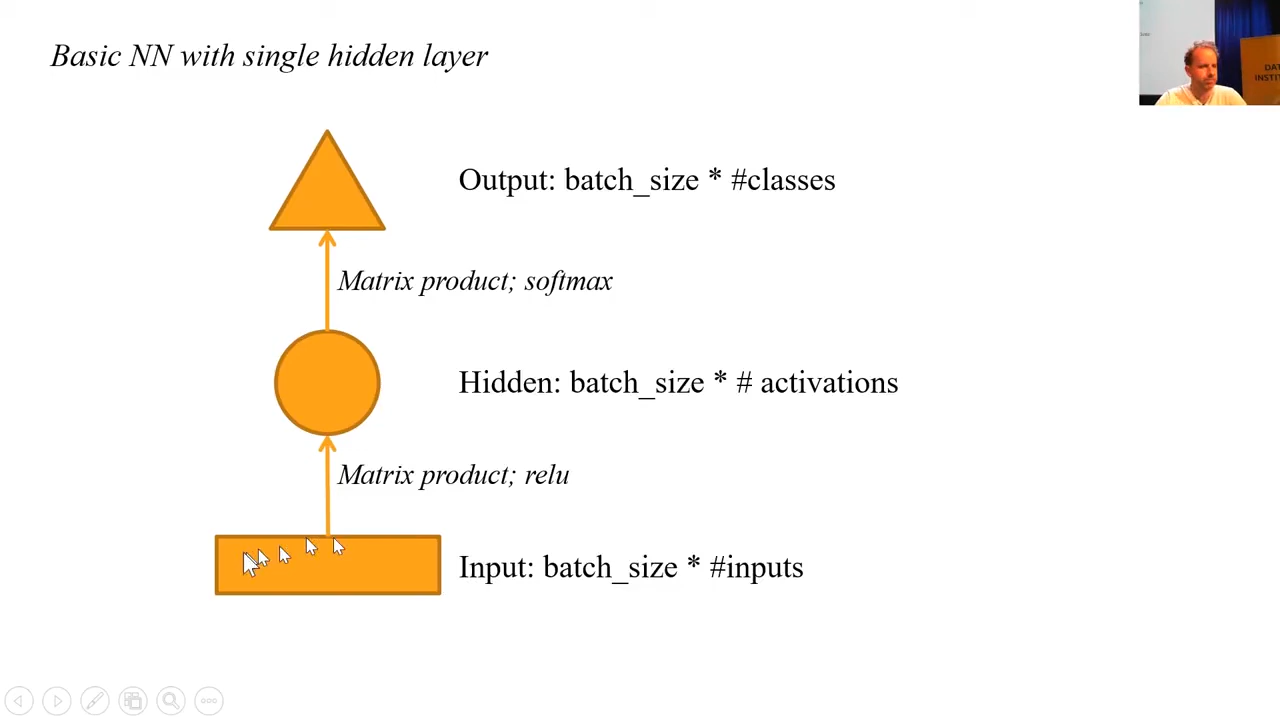 Basic NN with single hidden layer
Output: batch_size * #classes
Matrix product; softmax
Hidden: batch_size * # activations
Matrix product; relu
Input: batch_size * #inputs